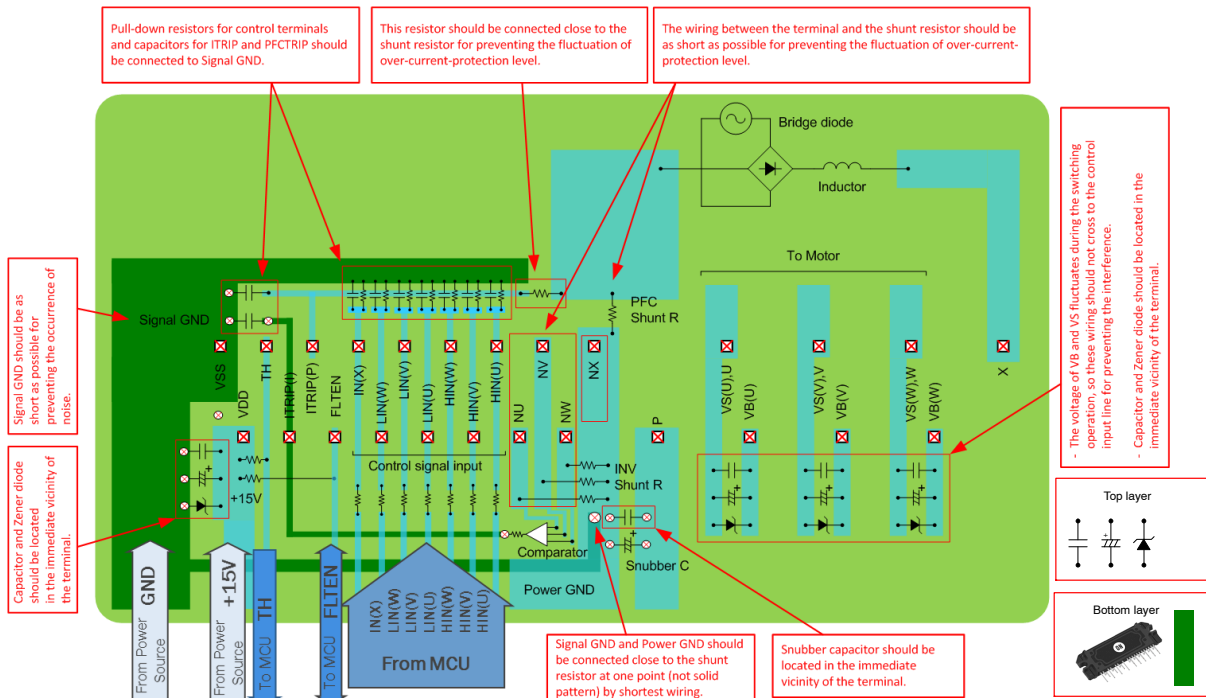 Pull-down resistors for control terminals
and capacitors for ITRIP and PFCTRIP should
be connected to Signal GND.
This resistor should be connected close to the
shunt resistor for preventing the fluctuation of
over-current-protection level.
The wiring between the terminal and the shunt resistor should be
as short as possible for preventing the fluctuation of over-current-
protection level.
Bridge diode
Inductor
To Motor
PFC
Shunt R
Signal GND should be as
short as possible for
preventing the occurrence of
noise.
Signal GND
VSS
VDD
TH
ITRIP(I)
ITRIP(P)
FLTEN
IN(X)
LIN(W)
LIN(V)
LIN(U)
HIN(W)
HIN(V)
HIN(U)
NU
NV
NW
NX
P
VS(U),U
VB(U)
VS(V),V
VB(V)
VS(W),W
VB(W)
X
- The voltage of VB and VS fluctuates during the switching
operation, so these wiring should not cross to the control
input line for preventing the interference.
- Capacitor and Zener diode should be located in the
immediate vicinity of the terminal.
Capacitor and Zener diode
should be located
in the immediate vicinity of
the terminal.
+
+15V
Control signal input
INV
Shunt R
+
+
+
Comparator
+
Snubber C
Power GND
From Power
Source
GND
From Power
Source
+15V
To MCU
TH
To MCU
FLTEN
IN(X)
LIN(W)
LIN(V)
LIN(U)
HIN(W)
HIN(V)
HIN(U)
From MCU
Signal GND and Power GND should
be connected close to the shunt
resistor at one point (not solid
pattern) by shortest wiring.
Snubber capacitor should be
located in the immediate
vicinity of the terminal.
Top layer
+
Bottom layer